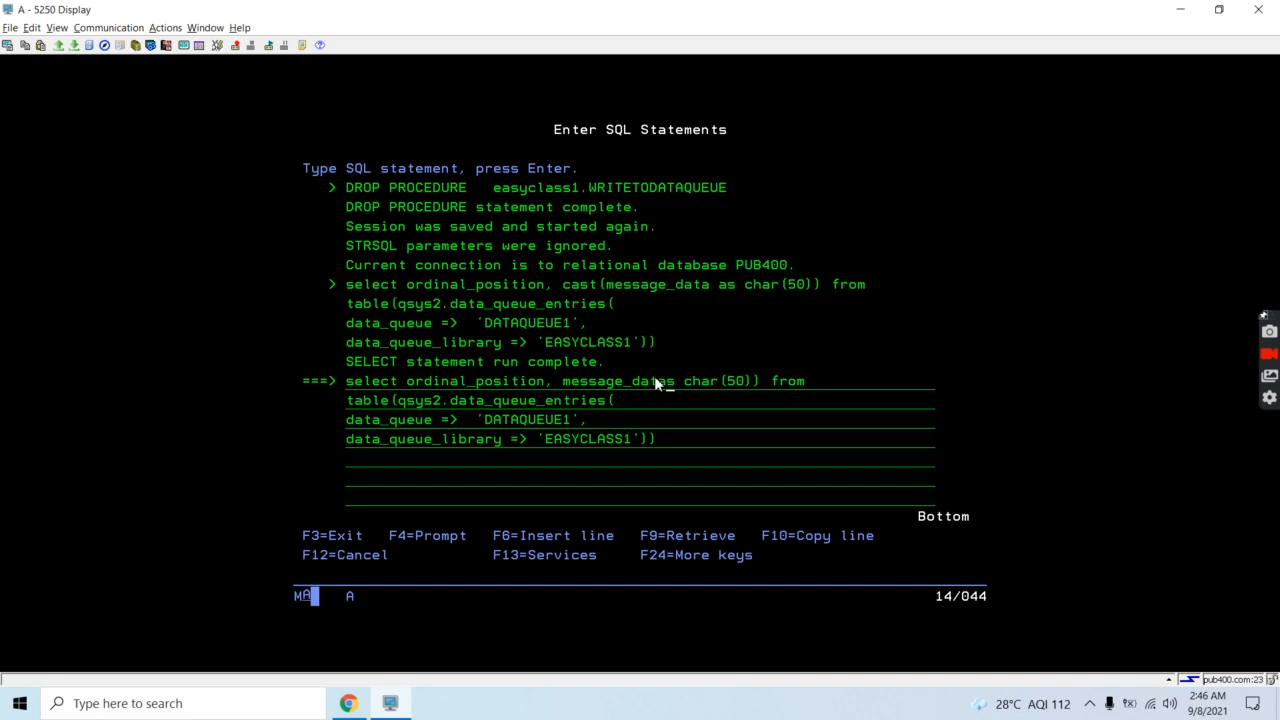 A - 5250 Display
File Edit View Communication Actions Window Help
Enter SQL Statements
Type SQL statement, press Enter.
> DROP PROCEDURE easyclass1.WRITETODATAQUEUE
DROP PROCEDURE statement complete.
Session was saved and started again.
STRSQL parameters were ignored.
Current connection is to relational database PUB400.
> select ordinal_position, cast(message_data as char(50)) from
table(qsys2.data_queue_entries(
data_queue => 'DATAQUEUE1',
data_queue_library => 'EASYCLASS1'))
SELECT statement run complete.
===> select ordinal_position, message_datas char(50)) from
table(qsys2.data_queue_entries(
data_queue => 'DATAQUEUE1',
data_queue_library => 'EASYCLASS1'))
Bottom
F3=Exit F4=Prompt F6=Insert line F9=Retrieve F10=Copy line
F12=Cancel F13=Services F24=More keys
MA A 14/044
pub400.com:23
Type here to search
28°C AQI 112
2:46 AM
9/8/2021